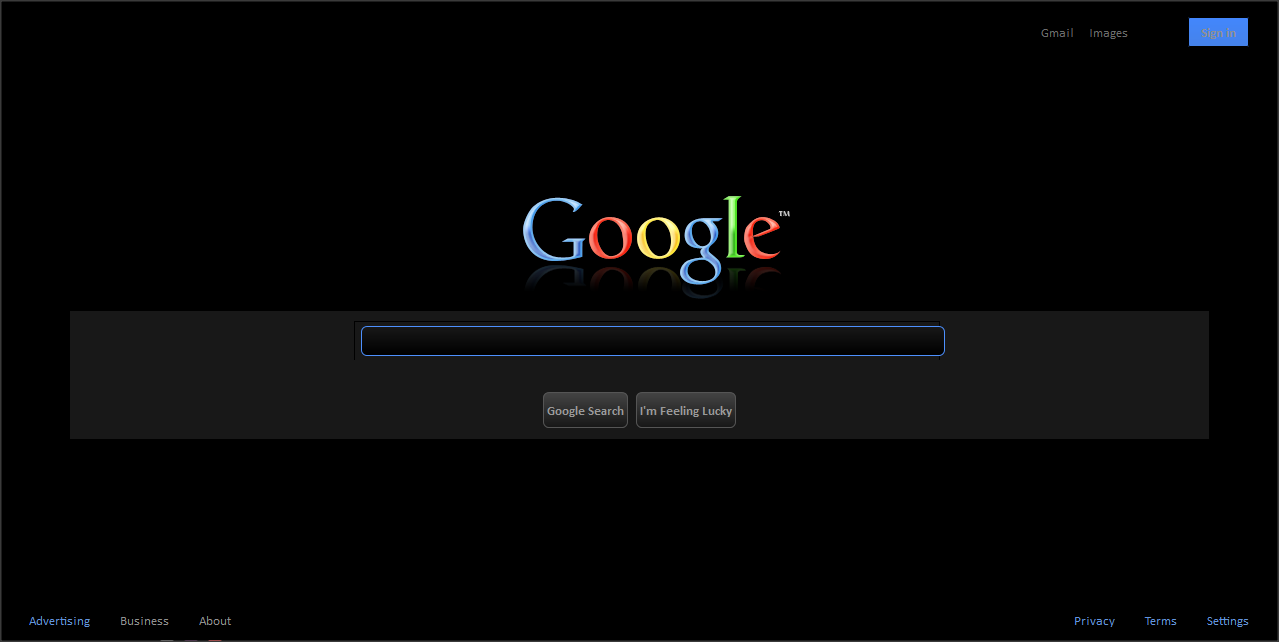 Gmail Images Sign in
Google™
Google Search I'm Feeling Lucky
Advertising Business About Privacy Terms Settings